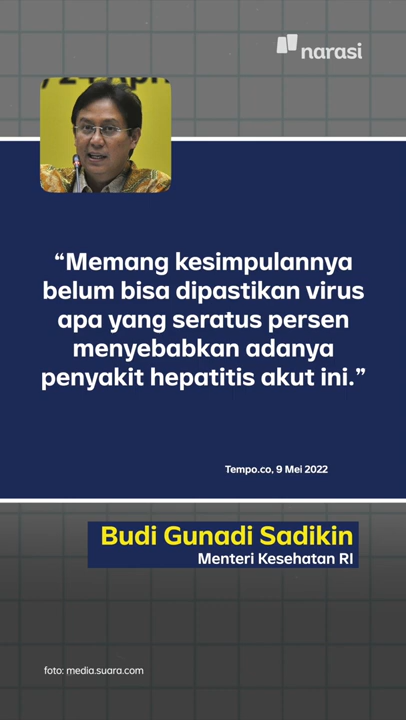 narasi
“Memang kesimpulannya
belum bisa dipastikan virus
apa yang seratus persen
menyebabkan adanya
penyakit hepatitis akut ini.”
Tempo.co, 9 Mei 2022
Budi Gunadi Sadikin
Menteri Kesehatan RI
foto: media.suara.com